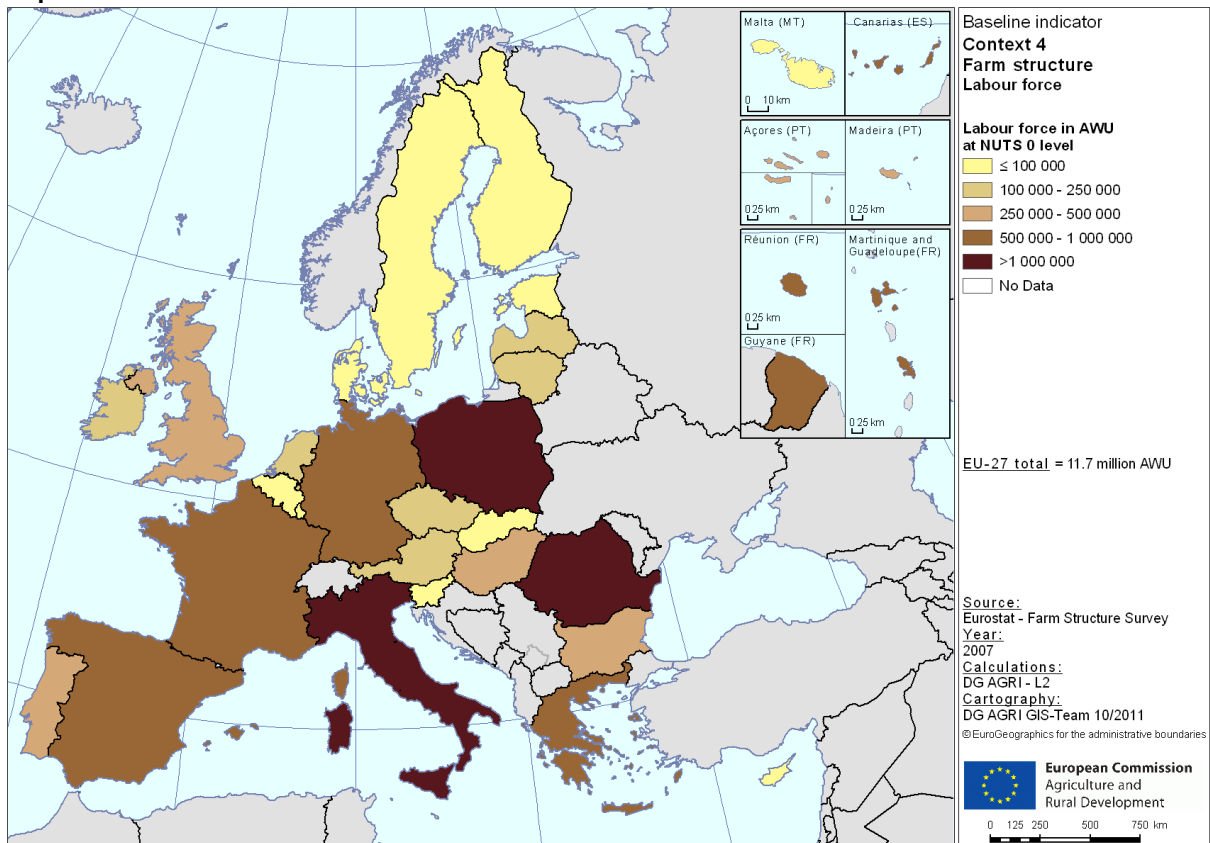 Malta (MT)
0 10 km
Canarias (ES)
Açores (PT)
0 25 km
Madeira (PT)
0 25 km
Réunion (FR)
0 25 km
Martinique and
Guadeloupe(FR)
Guyane (FR)
0 25 km
Baseline indicator
Context 4
Farm structure
Labour force
Labour force in AWU
at NUTS 0 level
≤ 100 000
100 000 - 250 000
250 000 - 500 000
500 000 - 1 000 000
>1 000 000
No Data
EU-27 total = 11.7 million AWU
Source:
Eurostat - Farm Structure Survey
Year:
2007
Calculations:
DG AGRI - L2
Cartography:
DG AGRI GIS-Team 10/2011
© EuroGeographics for the administrative boundaries
European Commission
Agriculture and
Rural Development
0 125 250 500 750 km